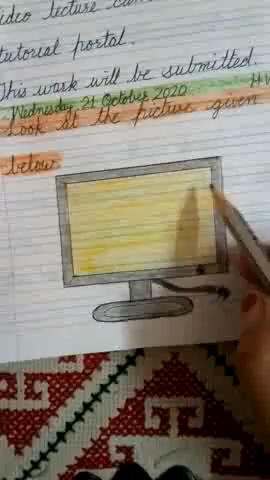 video lecture
tutorial portal.
This work will be submitted.
Wednesday, 21 October 2020 H.W
Look at the picture given
below